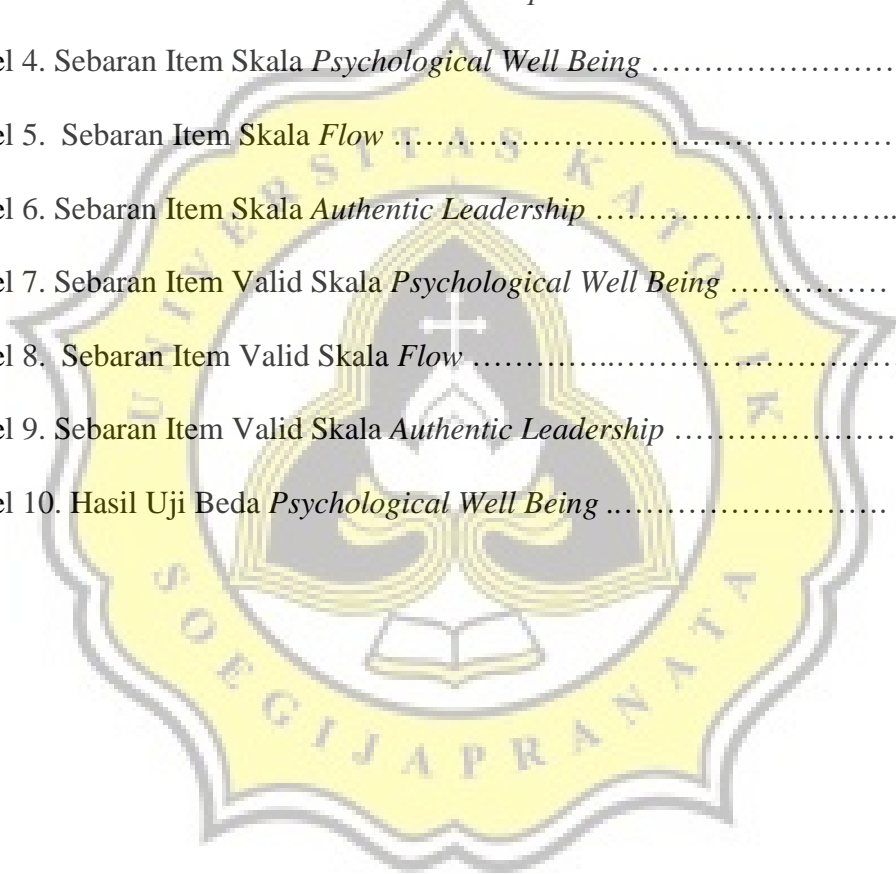 el 4. Sebaran Item Skala Psychological Well Being ……………………
el 5.  Sebaran Item Skala Flow …………………………………………
el 6. Sebaran Item Skala Authentic Leadership ………………………..
el 7. Sebaran Item Valid Skala Psychological Well Being ……………
el 8.  Sebaran Item Valid Skala Flow …………..………………………
el 9. Sebaran Item Valid Skala Authentic Leadership …………………
el 10. Hasil Uji Beda Psychological Well Being ..……………………
UNIVERSITAS KATOLIK
SOEGIJAPRANATA